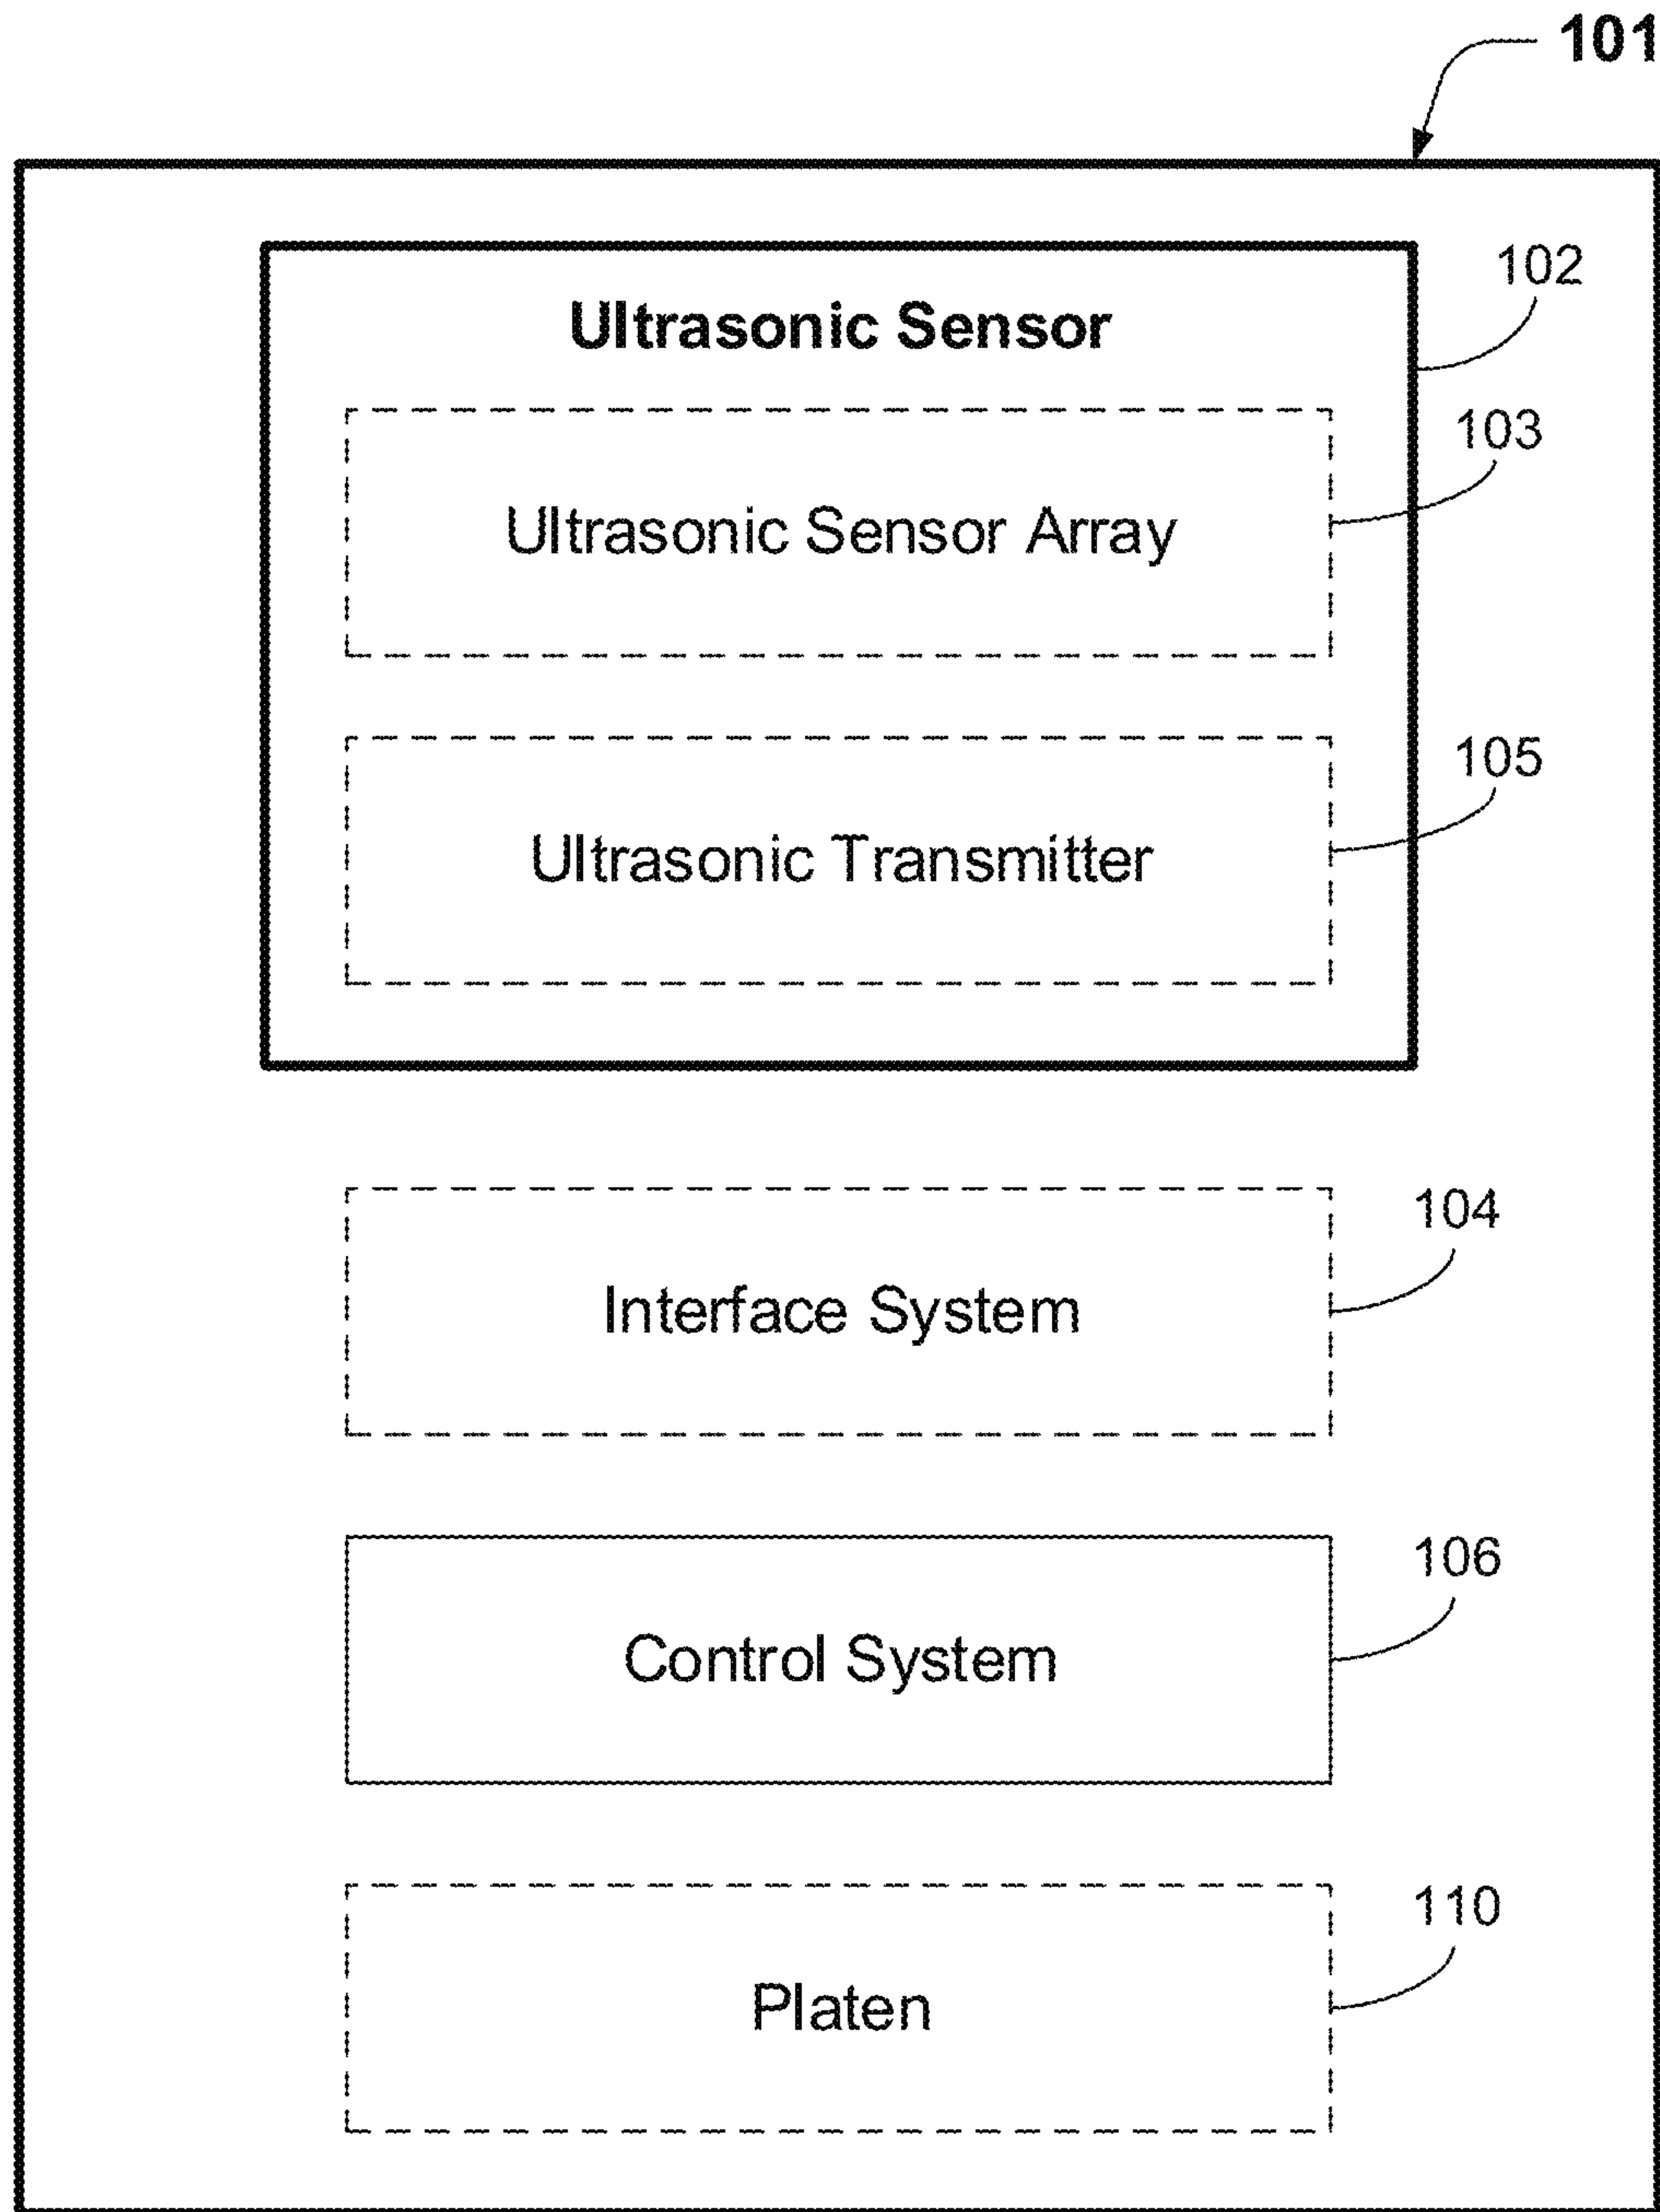 101
Ultrasonic Sensor
102
103
Ultrasonic Sensor Array
105
Ultrasonic Transmitter
104
Interface System
106
Control System
110
Platen